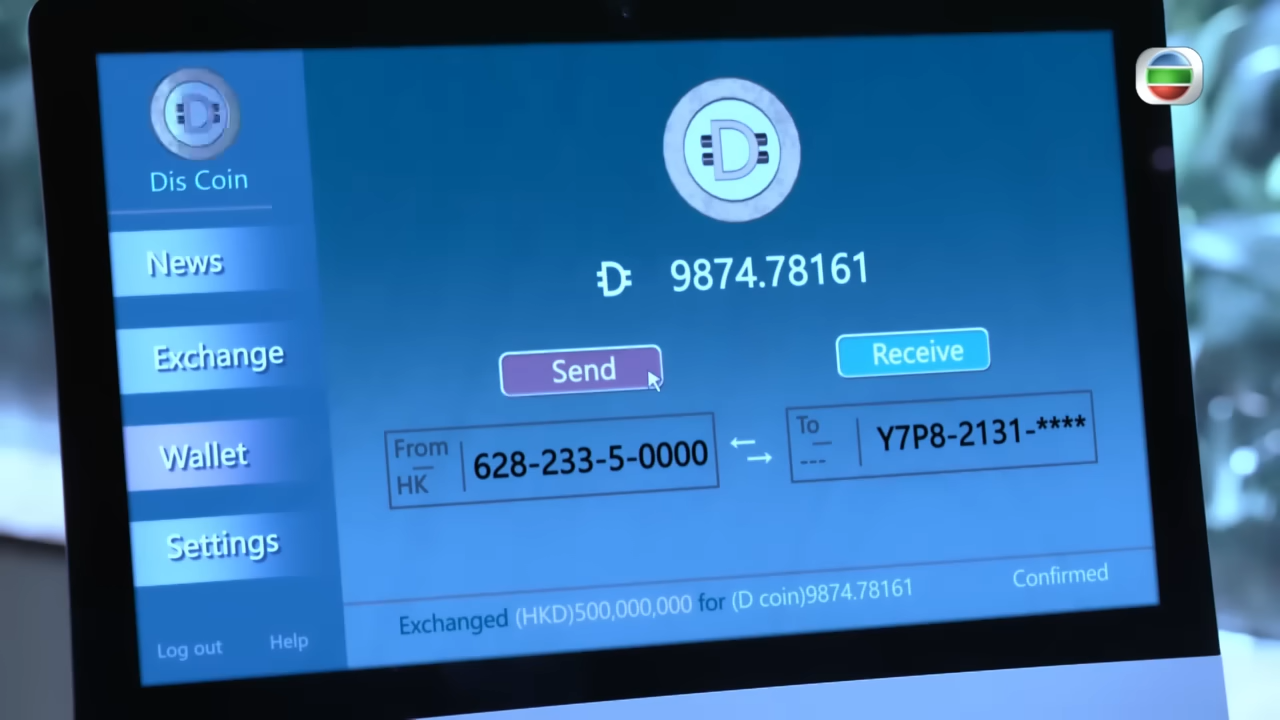 Dis Coin
News
Exchange
Wallet
Settings
Log out Help
9874.78161
Send
Receive
From
HK
628-233-5-0000
To
---
Y7P8-2131-****
Exchanged (HKD)500,000,000 for (D coin)9874.78161
Confirmed